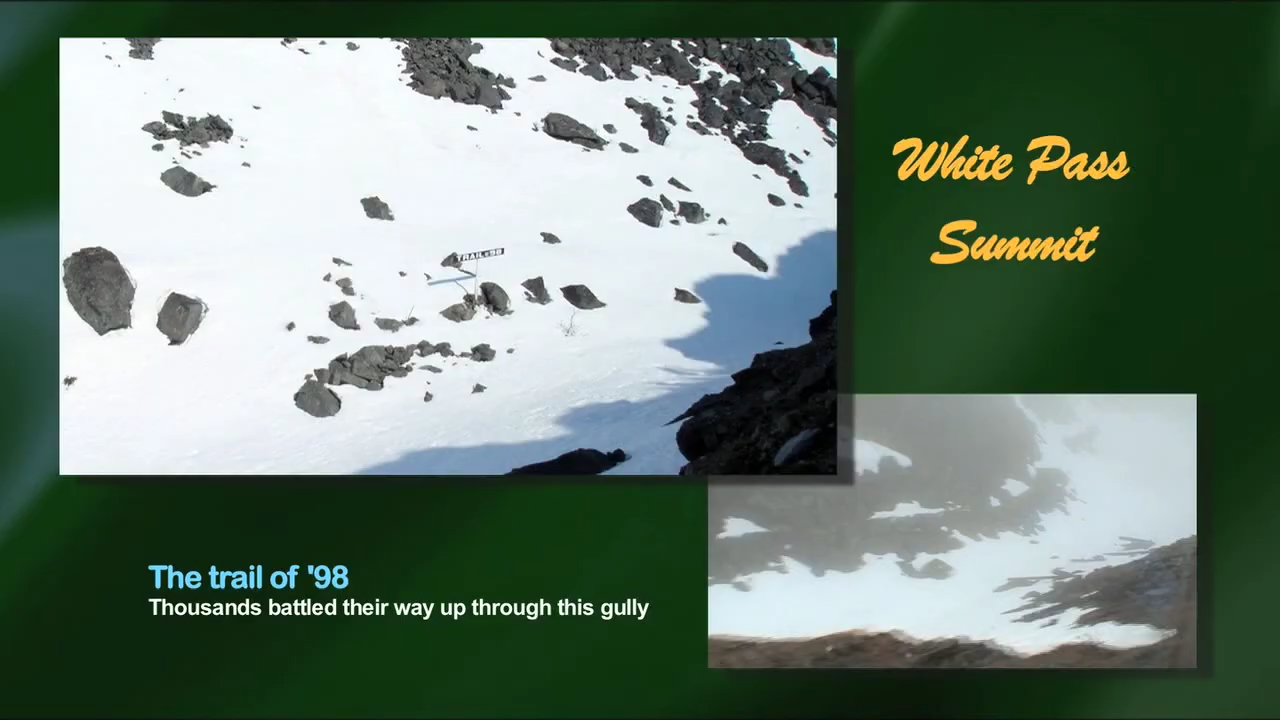 White Pass
Summit
TRAIL of 98
The trail of '98
Thousands battled their way up through this gully